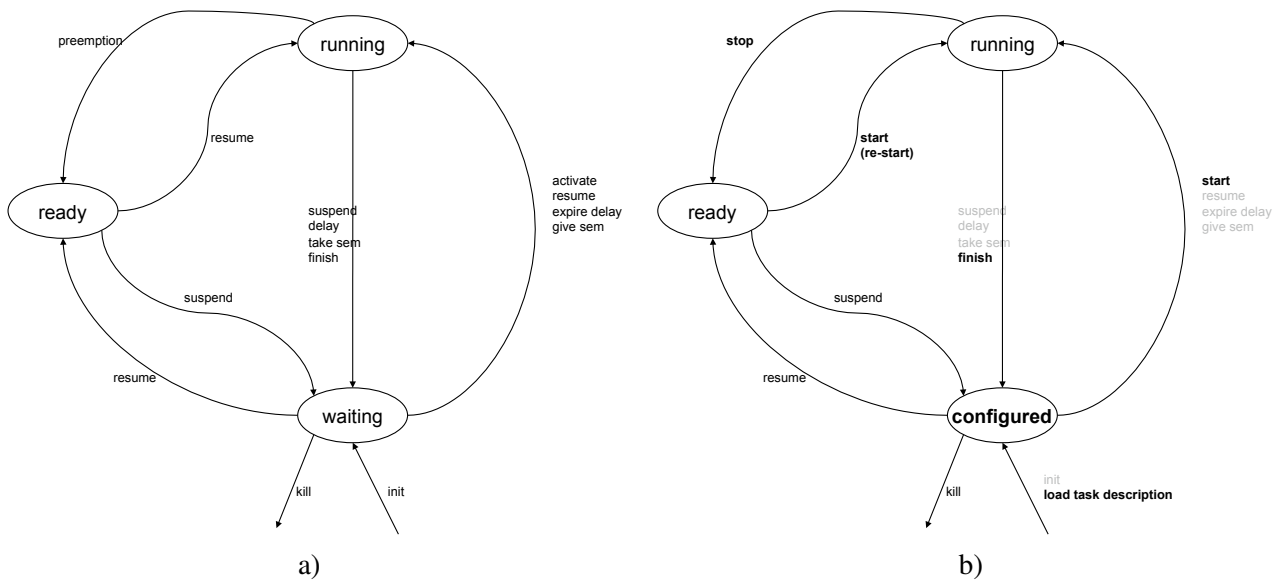 preemption
running
resume
activate
resume
expire delay
give sem
ready
suspend
delay
take sem
finish
suspend
resume
waiting
kill
init
a)
stop
running
start
(re-start)
start
resume
expire delay
give sem
ready
suspend
delay
take sem
finish
suspend
resume
configured
init
kill
load task description
b)